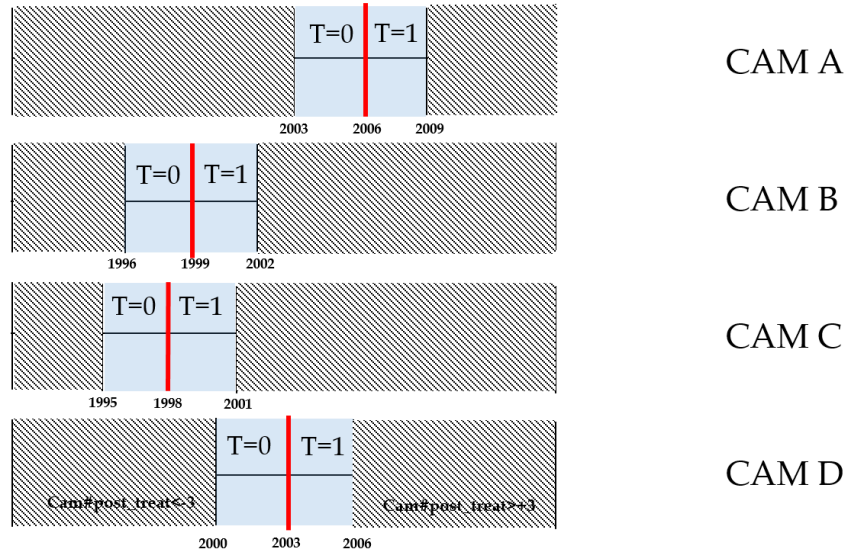 T=0 T=1
CAM A
2003 2006 2009
T=0 T=1
CAM B
1996 1999 2002
T=0 T=1
CAM C
1995 1998 2001
T=0 T=1
CAM D
Cam#post_treat<-3 Cam#post_treat>+3
2000 2003 2006